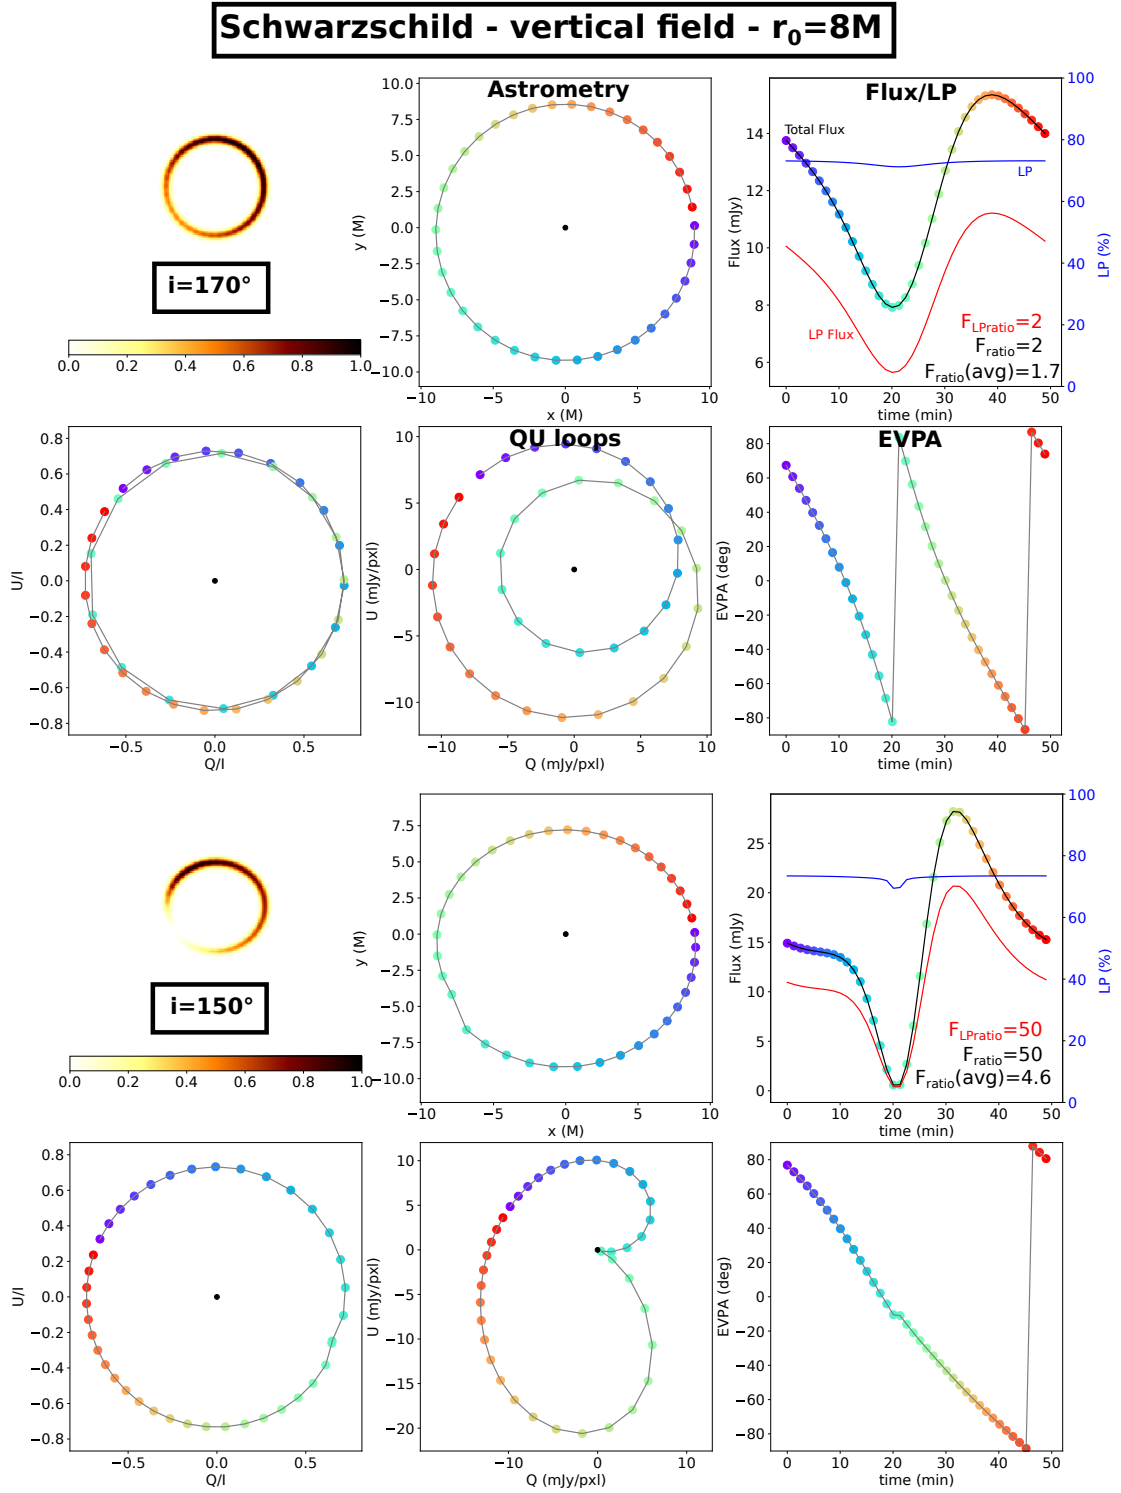 Schwarzschild - vertical field - r0=8M
Astrometry
Flux/LP
i=170°
0.0 0.2 0.4 0.6 0.8 1.0
10.0
7.5
5.0
2.5
0.0
−2.5
−5.0
−7.5
−10.0
y (M)
−10 −5 0 5 10
x (M)
Total Flux
LP
LP Flux
FLPratio=2
Fratio=2
Fratio(avg)=1.7
14
12
10
8
6
Flux (mJy)
100
80
60
40
20
0
LP (%)
0 10 20 30 40 50
time (min)
QU loops
EVPA
0.8
0.6
0.4
0.2
0.0
−0.2
−0.4
−0.6
−0.8
U/I
−0.5 0.0 0.5
Q/I
10
5
0
−5
−10
U (mJy/pxl)
−10 −5 0 5 10
Q (mJy/pxl)
80
60
40
20
0
−20
−40
−60
−80
EVPA (deg)
0 10 20 30 40 50
time (min)
i=150°
0.0 0.2 0.4 0.6 0.8 1.0
7.5
5.0
2.5
0.0
−2.5
−5.0
−7.5
−10.0
y (M)
−10 −5 0 5 10
x (M)
25
20
15
10
5
0
Flux (mJy)
FLPratio=50
Fratio=50
Fratio(avg)=4.6
100
80
60
40
20
0
LP (%)
0 10 20 30 40 50
time (min)
0.8
0.6
0.4
0.2
0.0
−0.2
−0.4
−0.6
−0.8
U/I
−0.5 0.0 0.5
Q/I
10
5
0
−5
−10
−15
−20
U (mJy/pxl)
−10 0 10
Q (mJy/pxl)
80
60
40
20
0
−20
−40
−60
−80
EVPA (deg)
0 10 20 30 40 50
time (min)